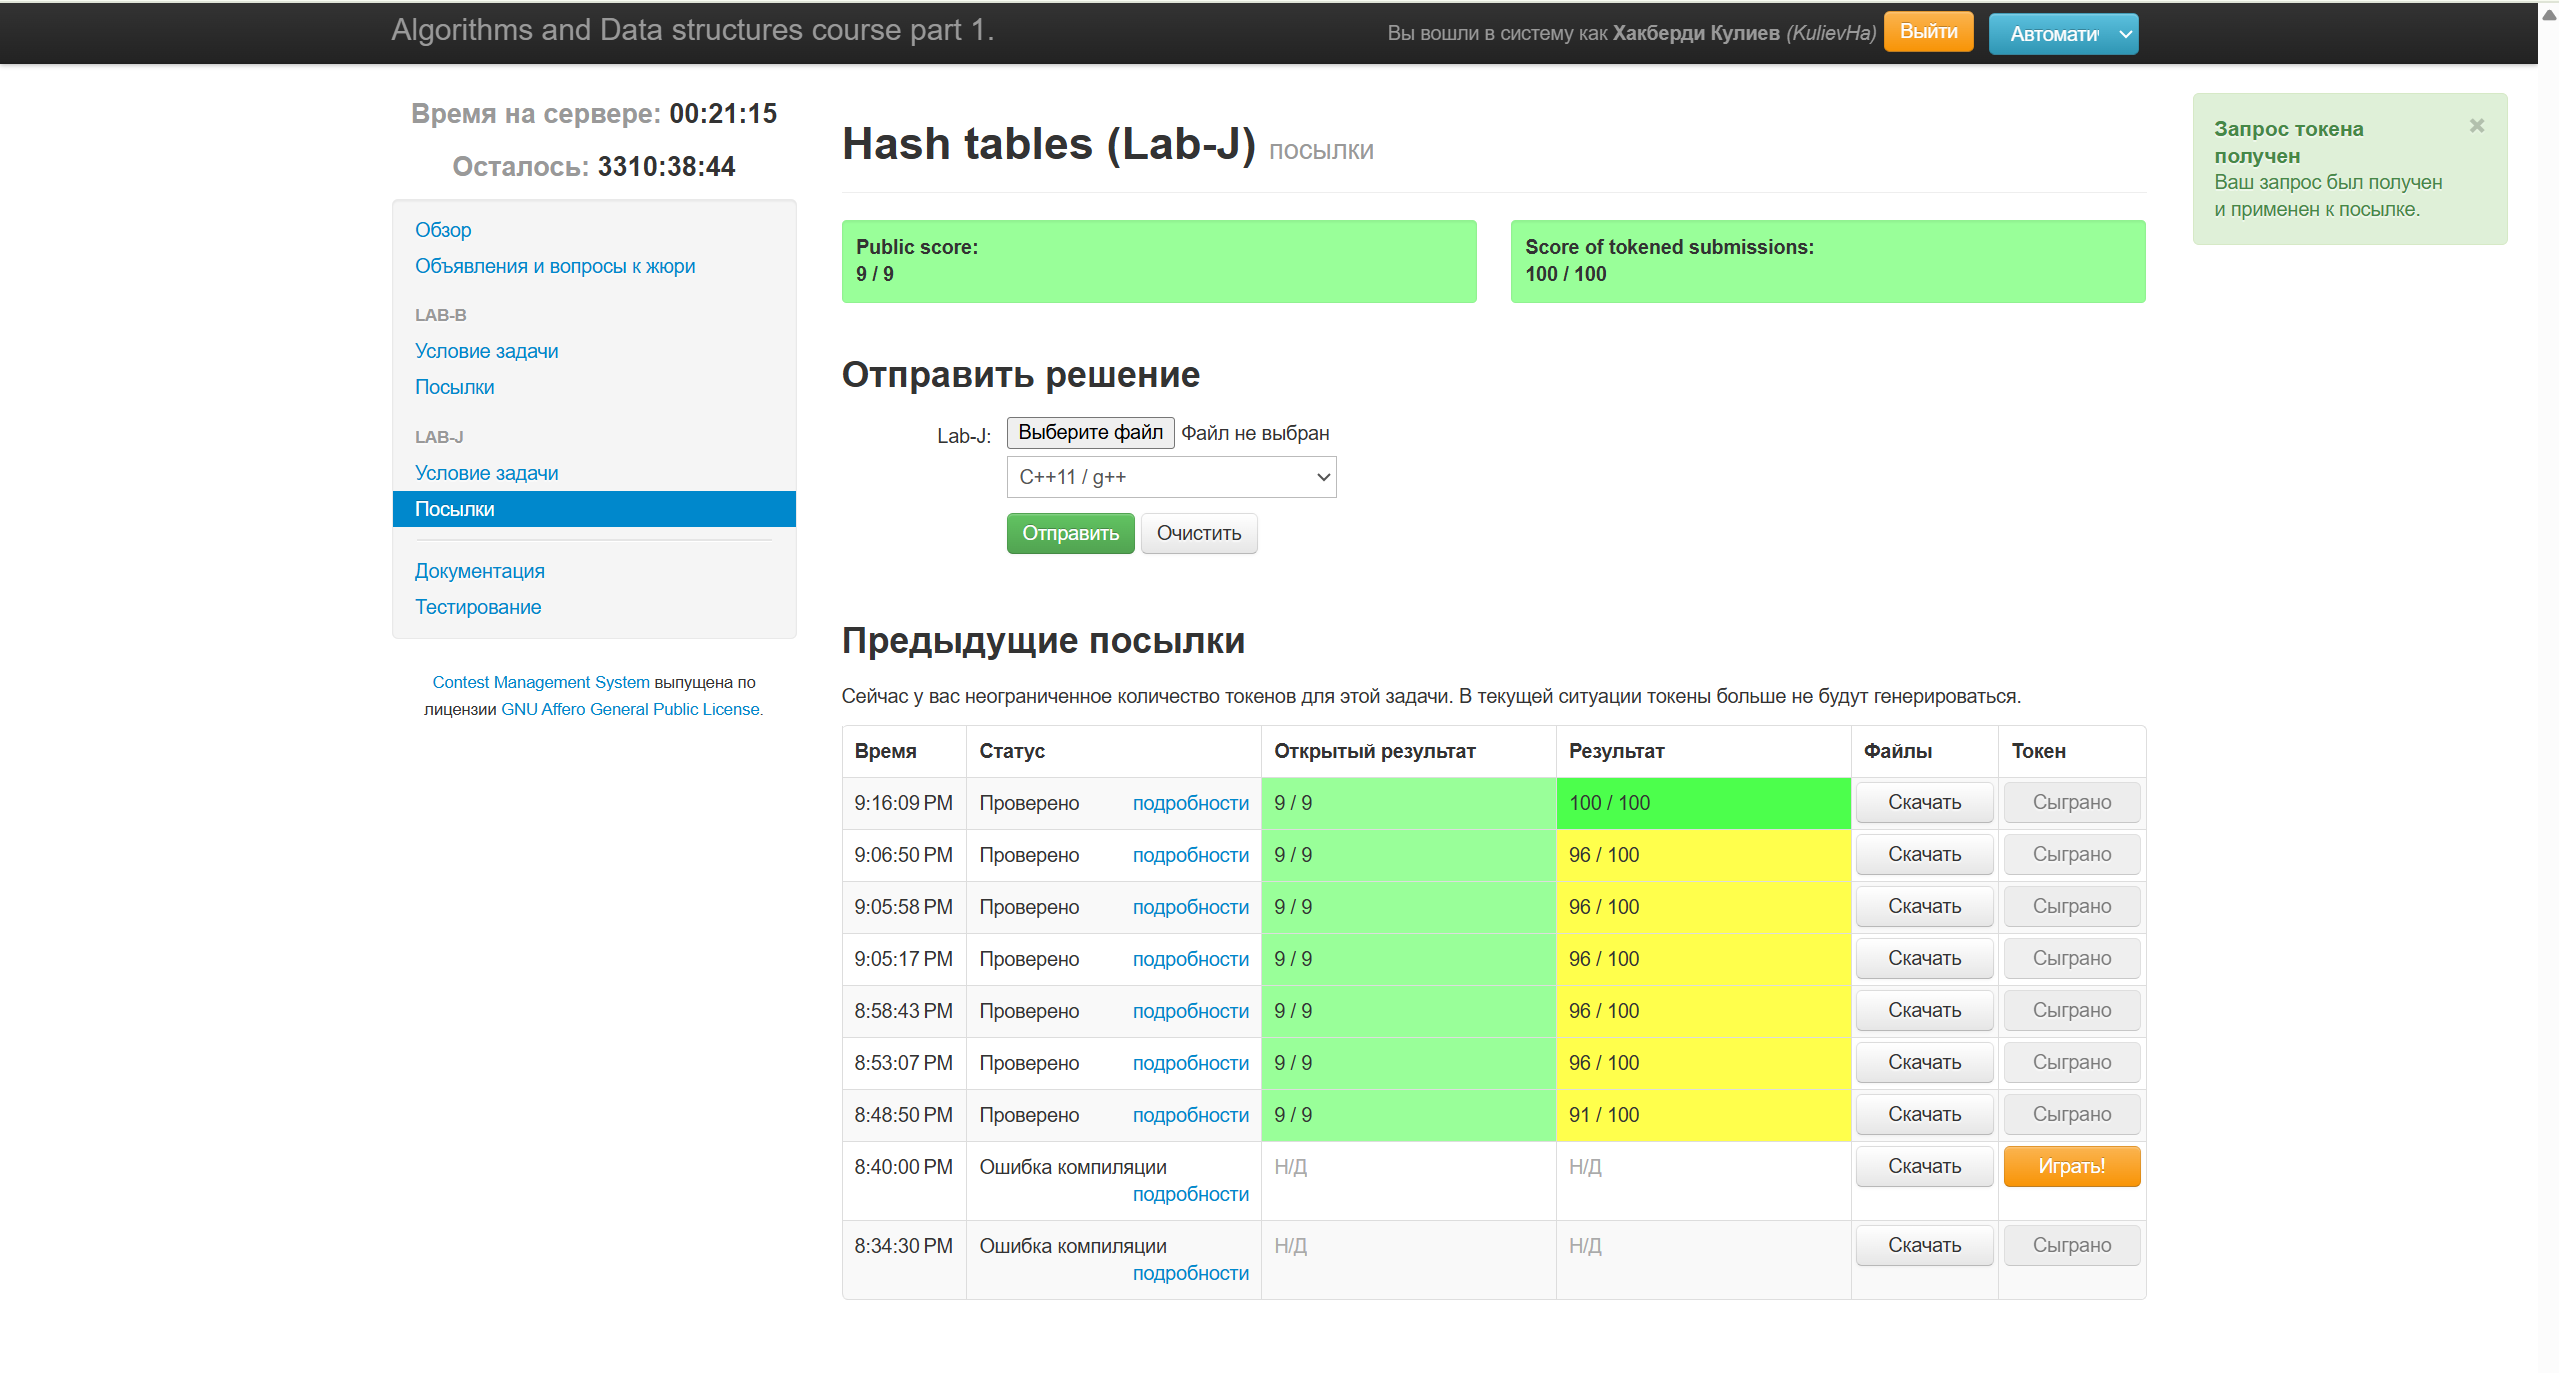 Algorithms and Data structures course part 1.
Вы вошли в систему как Хакберди Кулиев (KulievHa) Выйти
Время на сервере: 00:21:15
Осталось: 3310:38:44
Обзор
Объявления и вопросы к жюри
LAB-B
Условие задачи
Посылки
LAB-J
Условие задачи
Посылки
Документация
Тестирование
Contest Management System выпущена по
лицензии GNU Affero General Public License.
Hash tables (Lab-J) посылки
Public score:
9 / 9
Score of tokened submissions:
100 / 100
Отправить решение
Lab-J: Выберите файл Файл не выбран
C++11 / g++
Отправить Очистить
Предыдущие посылки
Сейчас у вас неограниченное количество токенов для этой задачи. В текущей ситуации токены больше не будут генерироваться.
Время Статус Открытый результат Результат Файлы Токен
9:16:09 PM Проверено подробности 9 / 9 100 / 100 Скачать Сыграно
9:06:50 PM Проверено подробности 9 / 9 96 / 100 Скачать Сыграно
9:05:58 PM Проверено подробности 9 / 9 96 / 100 Скачать Сыграно
9:05:17 PM Проверено подробности 9 / 9 96 / 100 Скачать Сыграно
8:58:43 PM Проверено подробности 9 / 9 96 / 100 Скачать Сыграно
8:53:07 PM Проверено подробности 9 / 9 96 / 100 Скачать Сыграно
8:48:50 PM Проверено подробности 9 / 9 91 / 100 Скачать Сыграно
8:40:00 PM Ошибка компиляции Н/Д Н/Д Скачать Играть!
подробности
8:34:30 PM Ошибка компиляции Н/Д Н/Д Скачать Сыграно
подробности
Запрос токена
получен
Ваш запрос был получен
и применен к посылке.